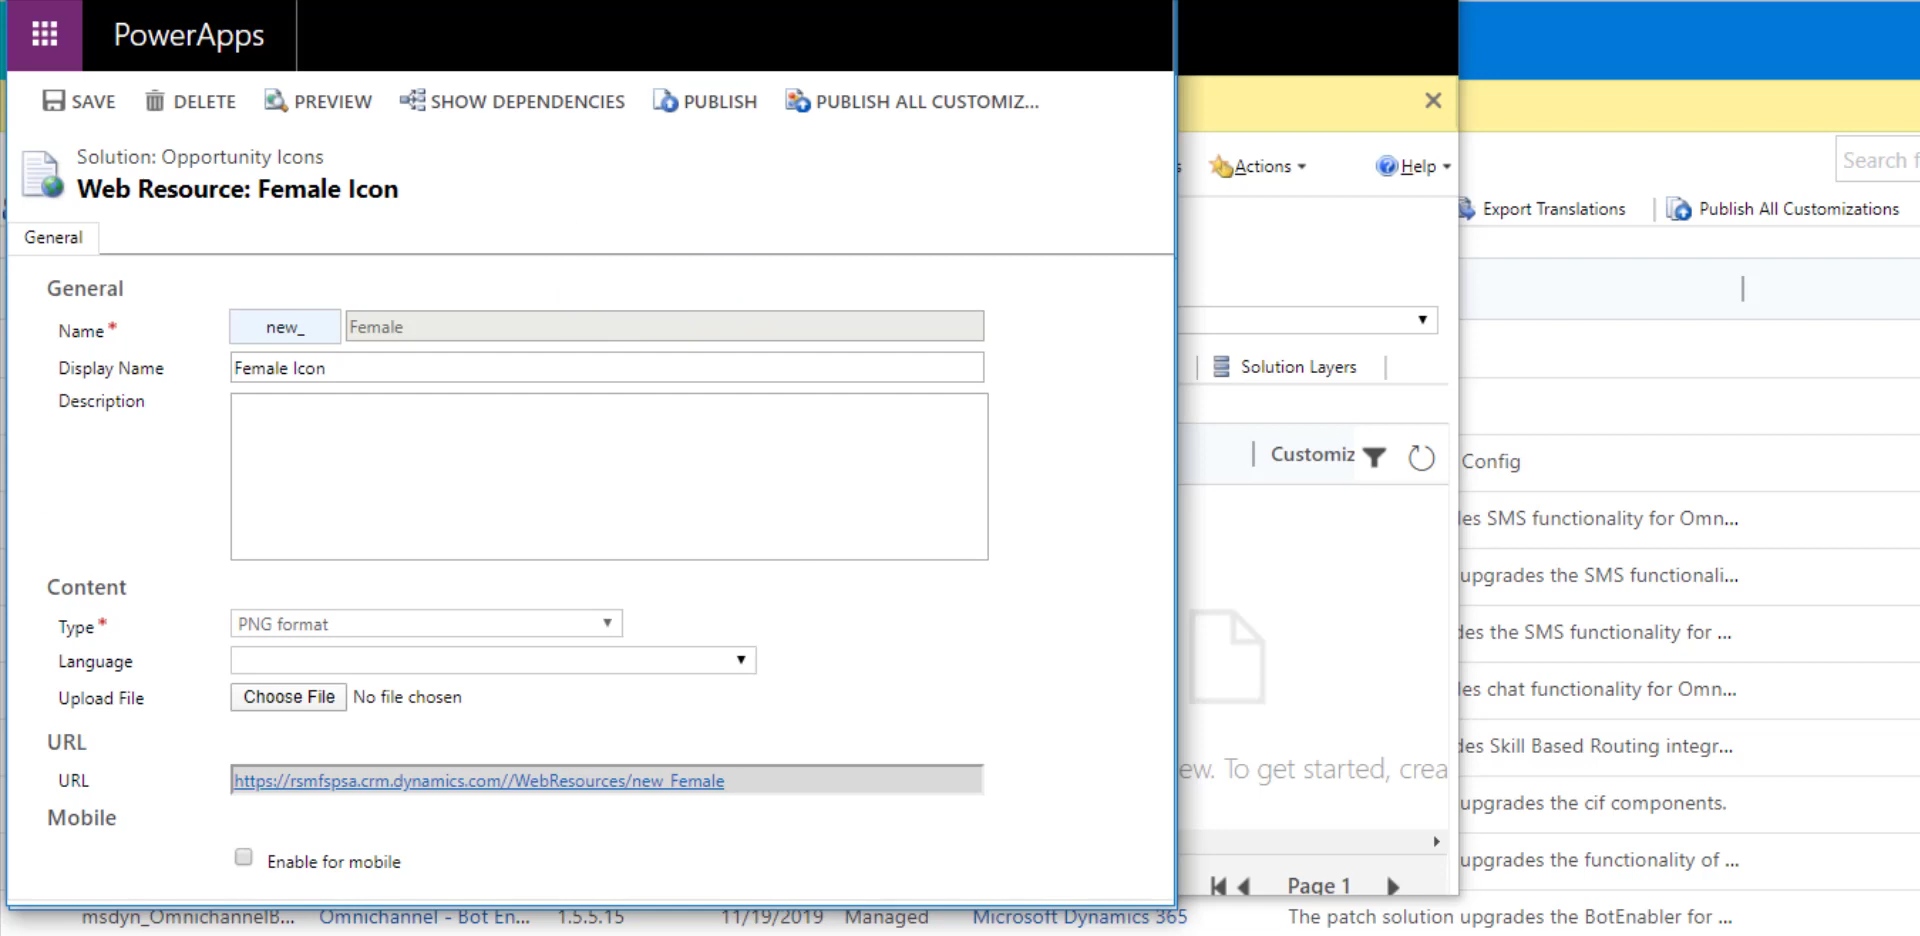 PowerApps
SAVE DELETE PREVIEW SHOW DEPENDENCIES PUBLISH PUBLISH ALL CUSTOMIZ...
Solution: Opportunity Icons
Web Resource: Female Icon
General
General
Name * new_ Female
Display Name Female Icon
Description
Content
Type * PNG format
Language
Upload File Choose File No file chosen
URL
URL https://rsmfspsa.crm.dynamics.com//WebResources/new_Female
Mobile
Enable for mobile
Actions Help
Solution Layers
Customiz
ew. To get started, crea
Page 1
Search f
Export Translations Publish All Customizations
Config
les SMS functionality for Omn...
upgrades the SMS functionali...
des the SMS functionality for ...
les chat functionality for Omn...
des Skill Based Routing integr...
upgrades the cif components.
upgrades the functionality of ...
msdyn_OmnichannelB... Omnichannel - Bot En... 1.5.5.15 11/19/2019 Managed Microsoft Dynamics 365 The patch solution upgrades the BotEnabler for ...